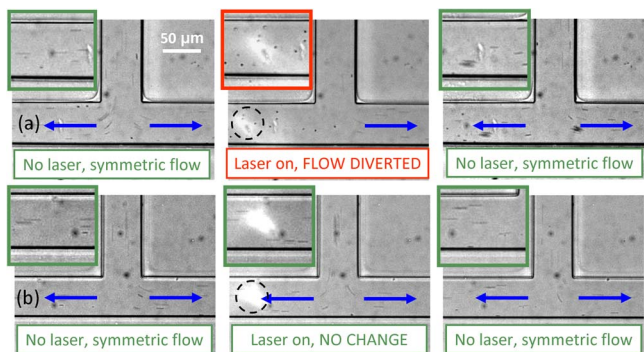 50 µm
(a)
No laser, symmetric flow
Laser on, FLOW DIVERTED
No laser, symmetric flow
(b)
No laser, symmetric flow
Laser on, NO CHANGE
No laser, symmetric flow